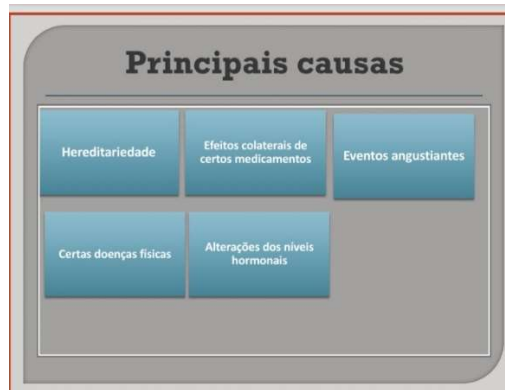 Principais causas
Hereditariedade
Efeitos colaterais de
certos medicamentos
Eventos angustiantes
Certas doenças físicas
Alterações dos níveis
hormonais